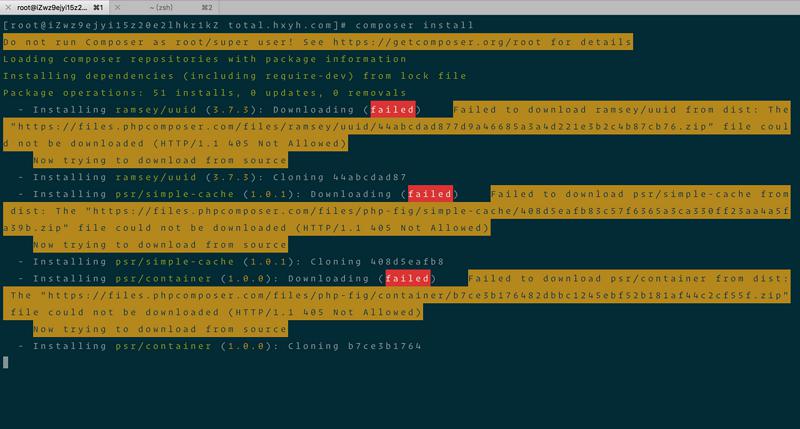 root@iZwz9ejyi15z2... ⌘1 ~ (zsh) ⌘2
[root@iZwz9ejyi15z20e2lhkr1kZ total.hxyh.com]# composer install
Do not run Composer as root/super user! See https://getcomposer.org/root for details
Loading composer repositories with package information
Installing dependencies (including require-dev) from lock file
Package operations: 51 installs, 0 updates, 0 removals
- Installing ramsey/uuid (3.7.3): Downloading (failed) Failed to download ramsey/uuid from dist: The
"https://files.phpcomposer.com/files/ramsey/uuid/44abcdad877d9a46685a3a4d221e3b2c4b87cb76.zip" file coul
d not be downloaded (HTTP/1.1 405 Not Allowed)
Now trying to download from source
- Installing ramsey/uuid (3.7.3): Cloning 44abcdad87
- Installing psr/simple-cache (1.0.1): Downloading (failed) Failed to download psr/simple-cache from
dist: The "https://files.phpcomposer.com/files/php-fig/simple-cache/408d5eafb83c57f6365a3ca330ff23aa4a5f
a39b.zip" file could not be downloaded (HTTP/1.1 405 Not Allowed)
Now trying to download from source
- Installing psr/simple-cache (1.0.1): Cloning 408d5eafb8
- Installing psr/container (1.0.0): Downloading (failed) Failed to download psr/container from dist:
The "https://files.phpcomposer.com/files/php-fig/container/b7ce3b176482dbbc1245ebf52b181af44c2cf55f.zip"
file could not be downloaded (HTTP/1.1 405 Not Allowed)
Now trying to download from source
- Installing psr/container (1.0.0): Cloning b7ce3b1764